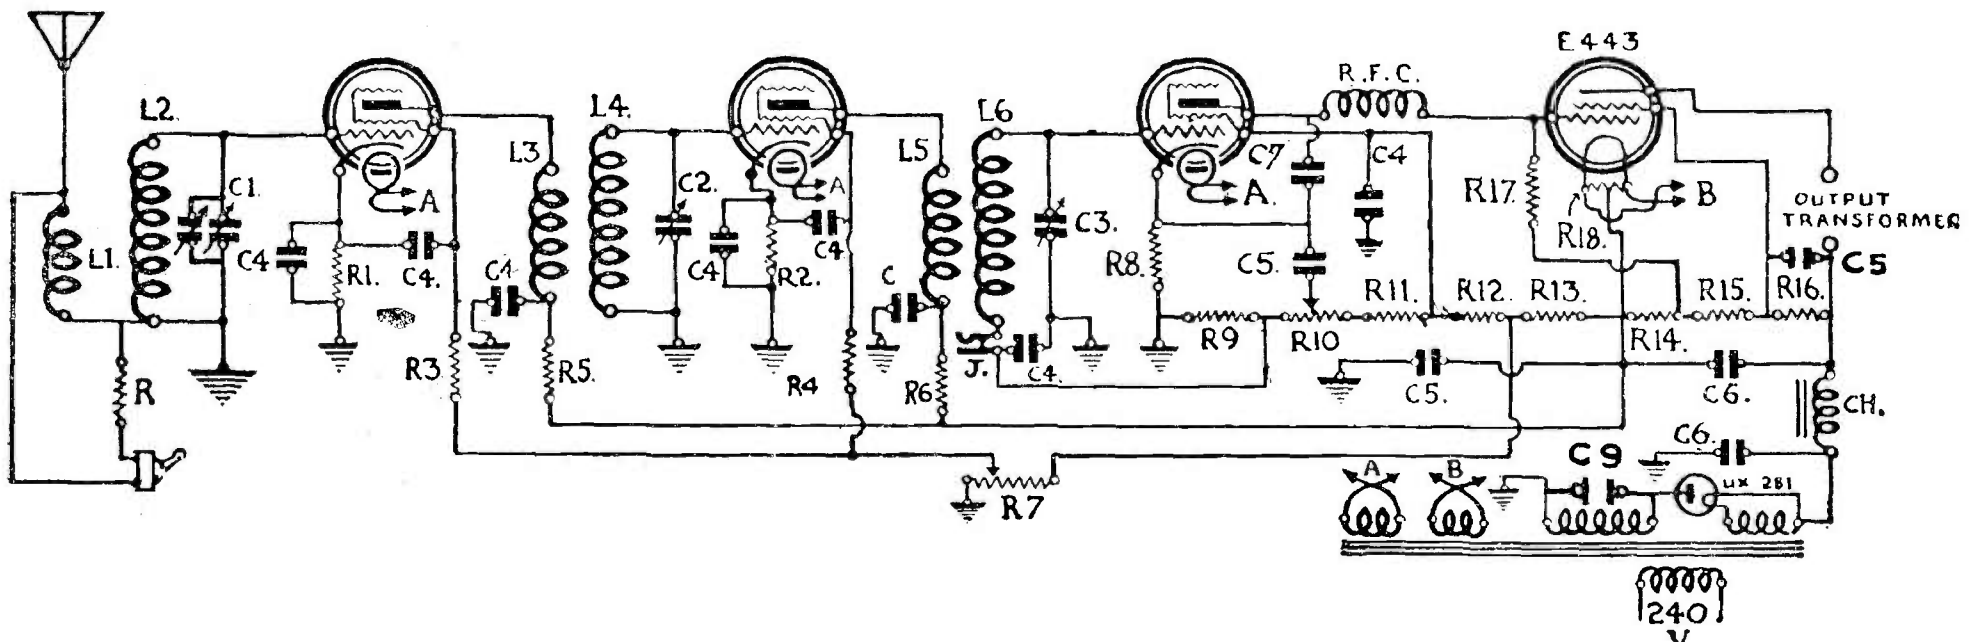 E443
R.F.C.
L2.
L4.
L6
C1.
L3
C2.
L5
C7
C4
A
A
A.
B
R17.
R18.
OUTPUT
TRANSFORMER
L1.
C4
R1.
C4.
C4
R2.
C4.
C3.
R8.
C5.
C5
C4
C
R11.
R12.
R13.
R15.
R16.
R9
R10
R14.
R
R3
R5.
R4
R6
J.
C4.
C5.
C6.
CH.
R7
A
B
C9
C6.
UX 281
240
V